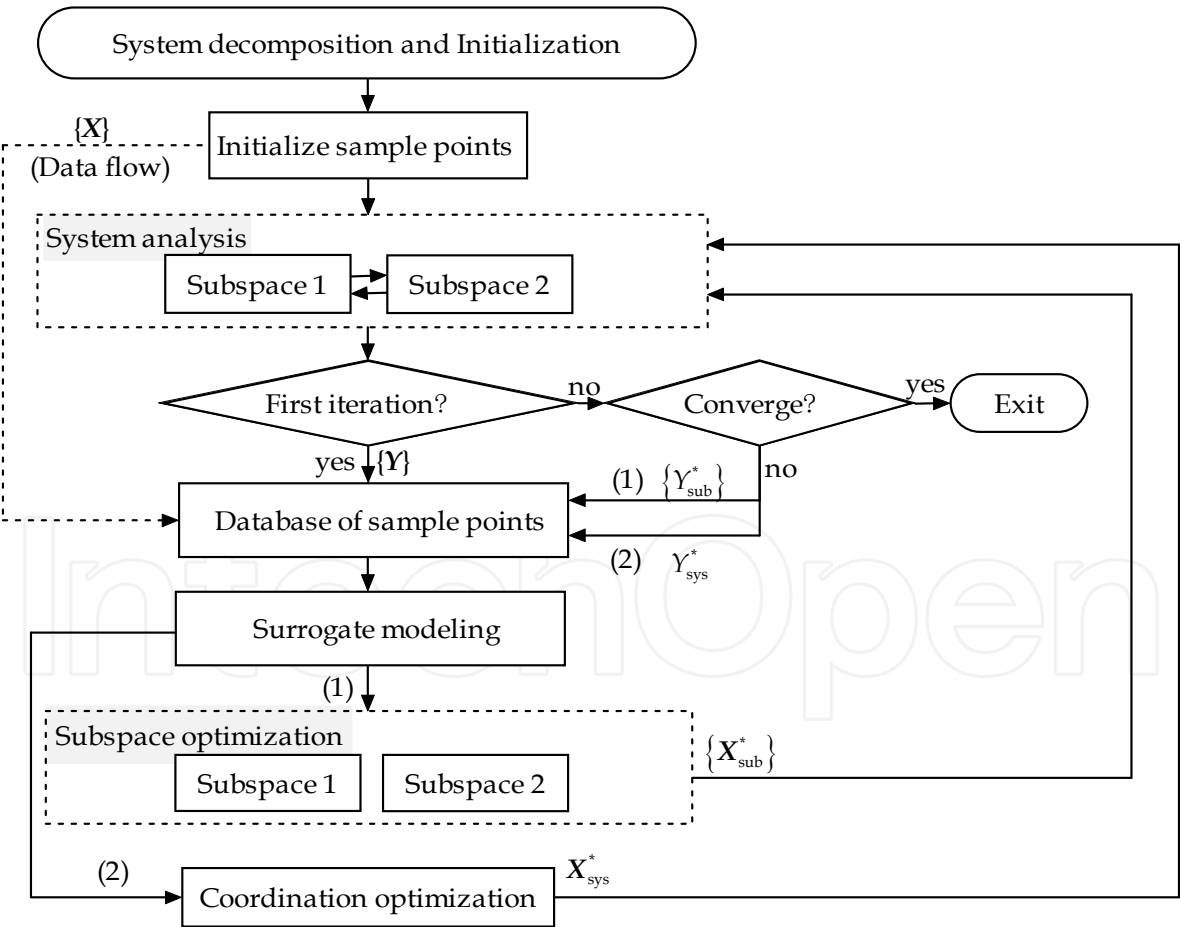 System decomposition and Initialization
{X}
(Data flow)
Initialize sample points
System analysis
Subspace 1
Subspace 2
First iteration?
no
Converge?
yes
Exit
yes
{Y}
no
(1) {Y*sub}
Database of sample points
(2) Y*sys
IntechOpen
Surrogate modeling
(1)
Subspace optimization
Subspace 1
Subspace 2
{X*sub}
(2)
Coordination optimization
X*sys